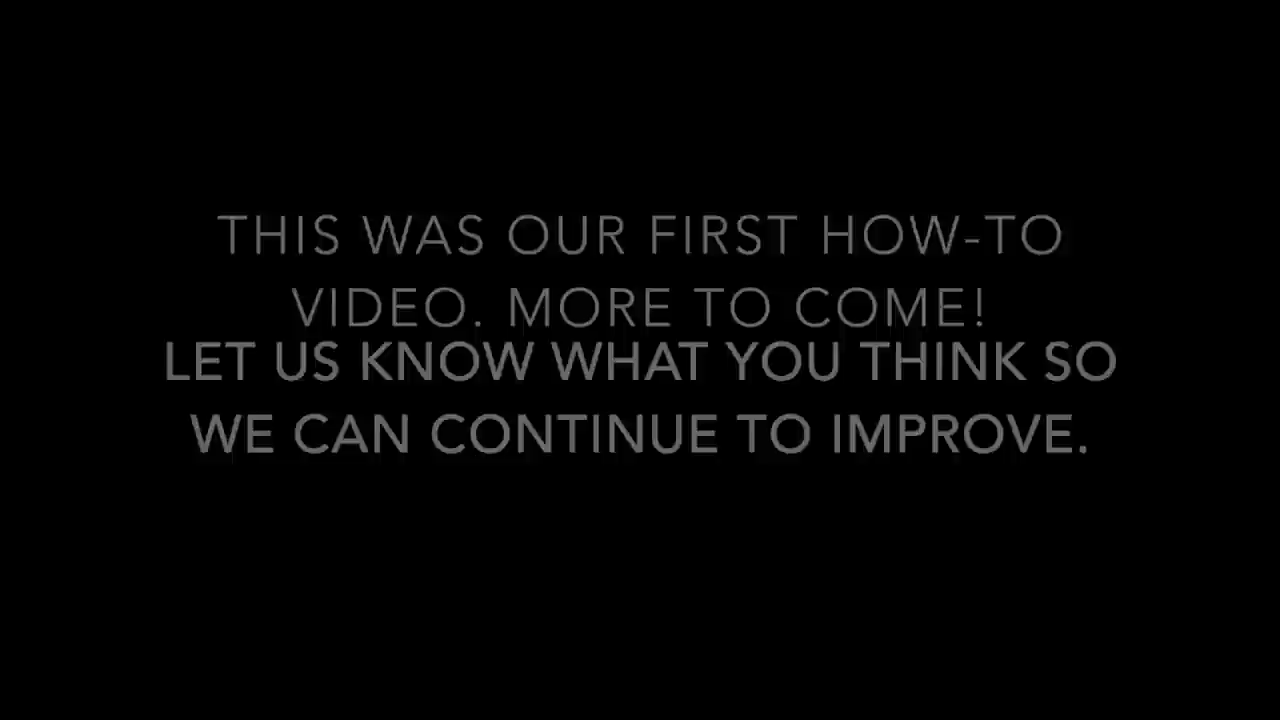 THIS WAS OUR FIRST HOW-TO
VIDEO. MORE TO COME!
LET US KNOW WHAT YOU THINK SO
WE CAN CONTINUE TO IMPROVE.